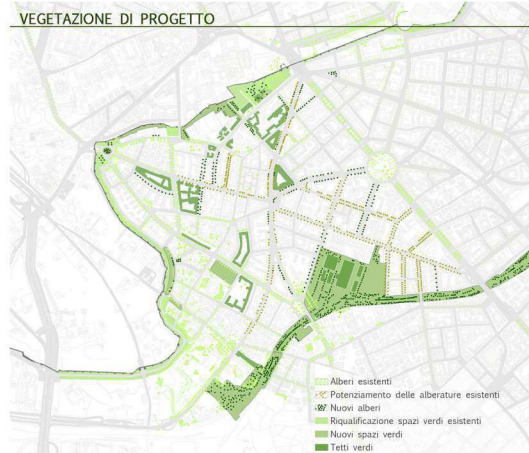 VEGETAZIONE DI PROGETTO
Alberi esistenti
Potenziamento delle alberature esistenti
Nuovi alberi
Riqualificazione spazi verdi esistenti
Nuovi spazi verdi
Tetti verdi